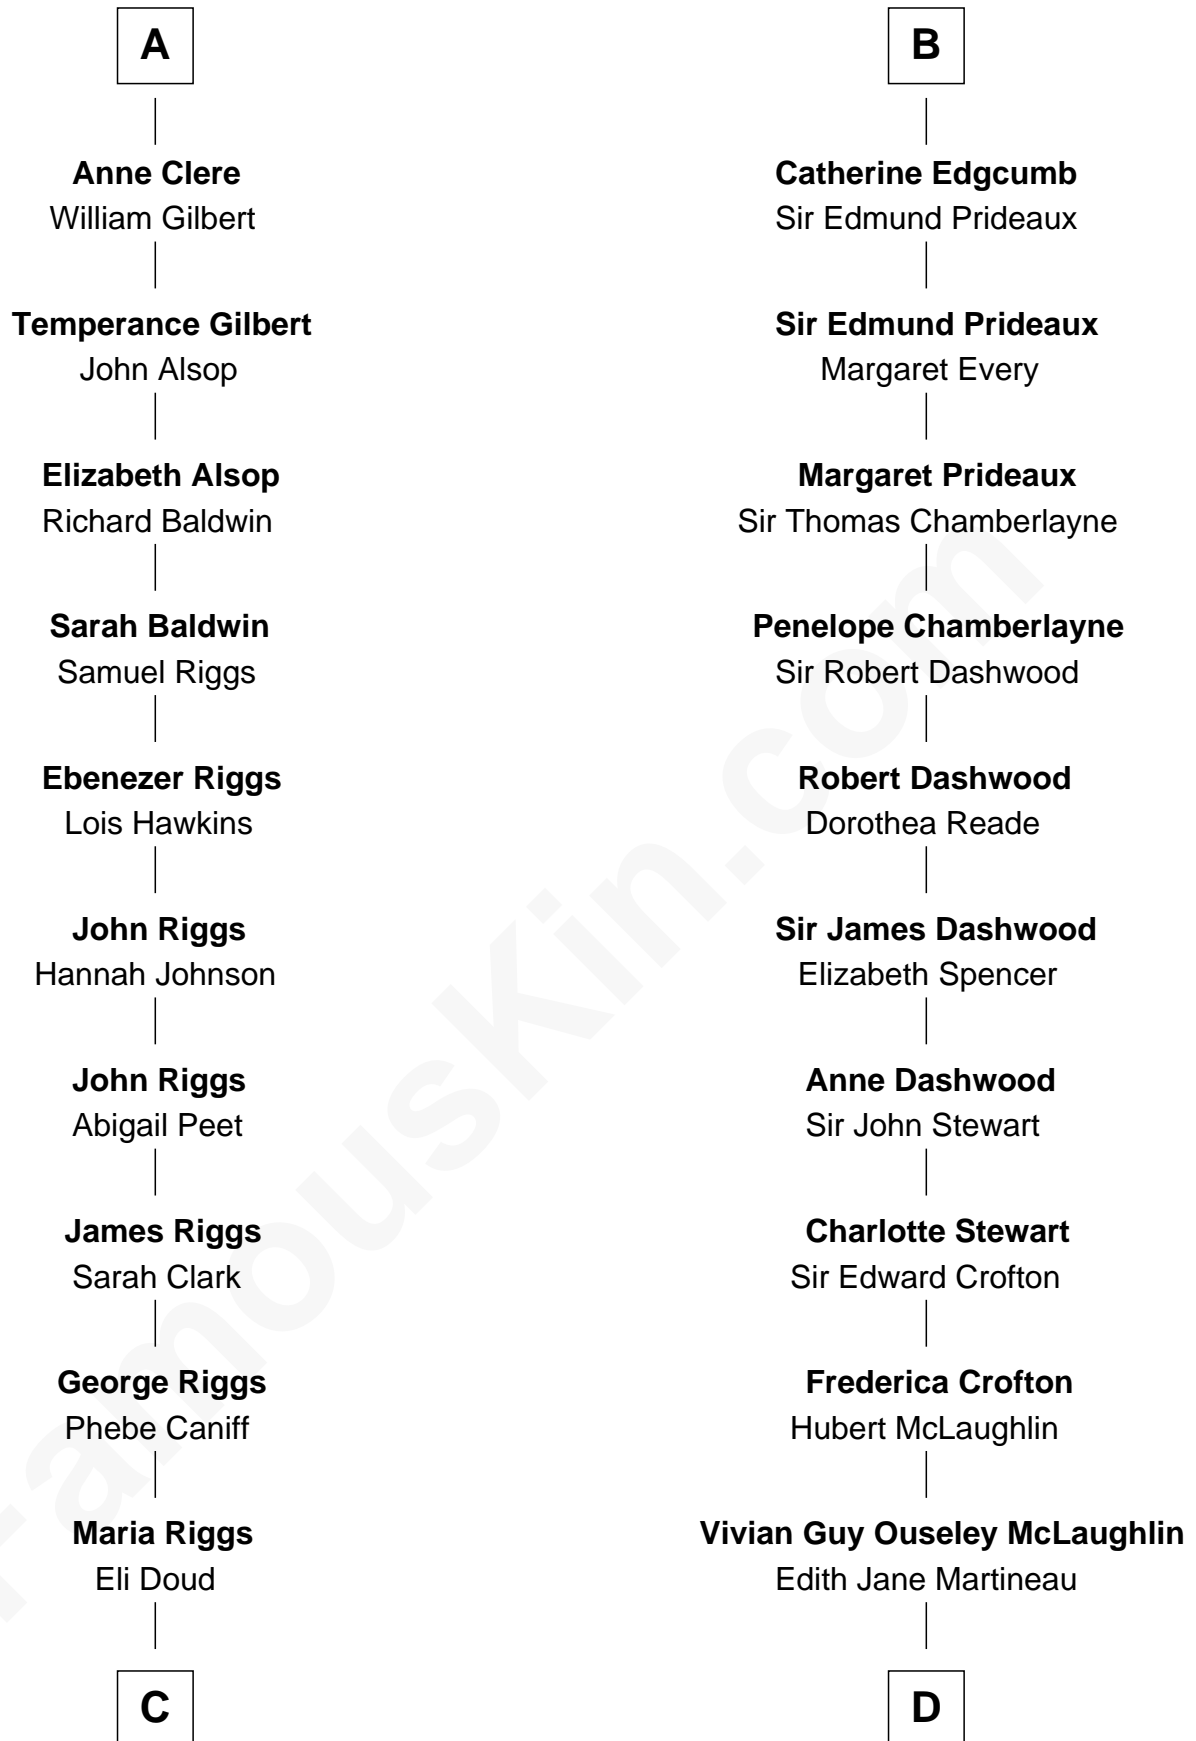 A
Anne Clere
William Gilbert
Temperance Gilbert
John Alsop
Elizabeth Alsop
Richard Baldwin
Sarah Baldwin
Samuel Riggs
Ebenezer Riggs
Lois Hawkins
John Riggs
Hannah Johnson
John Riggs
Abigail Peet
James Riggs
Sarah Clark
George Riggs
Phebe Caniff
Maria Riggs
Eli Doud
C
B
Catherine Edgcumb
Sir Edmund Prideaux
Sir Edmund Prideaux
Margaret Every
Margaret Prideaux
Sir Thomas Chamberlayne
Penelope Chamberlayne
Sir Robert Dashwood
Robert Dashwood
Dorothea Reade
Sir James Dashwood
Elizabeth Spencer
Anne Dashwood
Sir John Stewart
Charlotte Stewart
Sir Edward Crofton
Frederica Crofton
Hubert McLaughlin
Vivian Guy Ouseley McLaughlin
Edith Jane Martineau
D
FamousKin.com